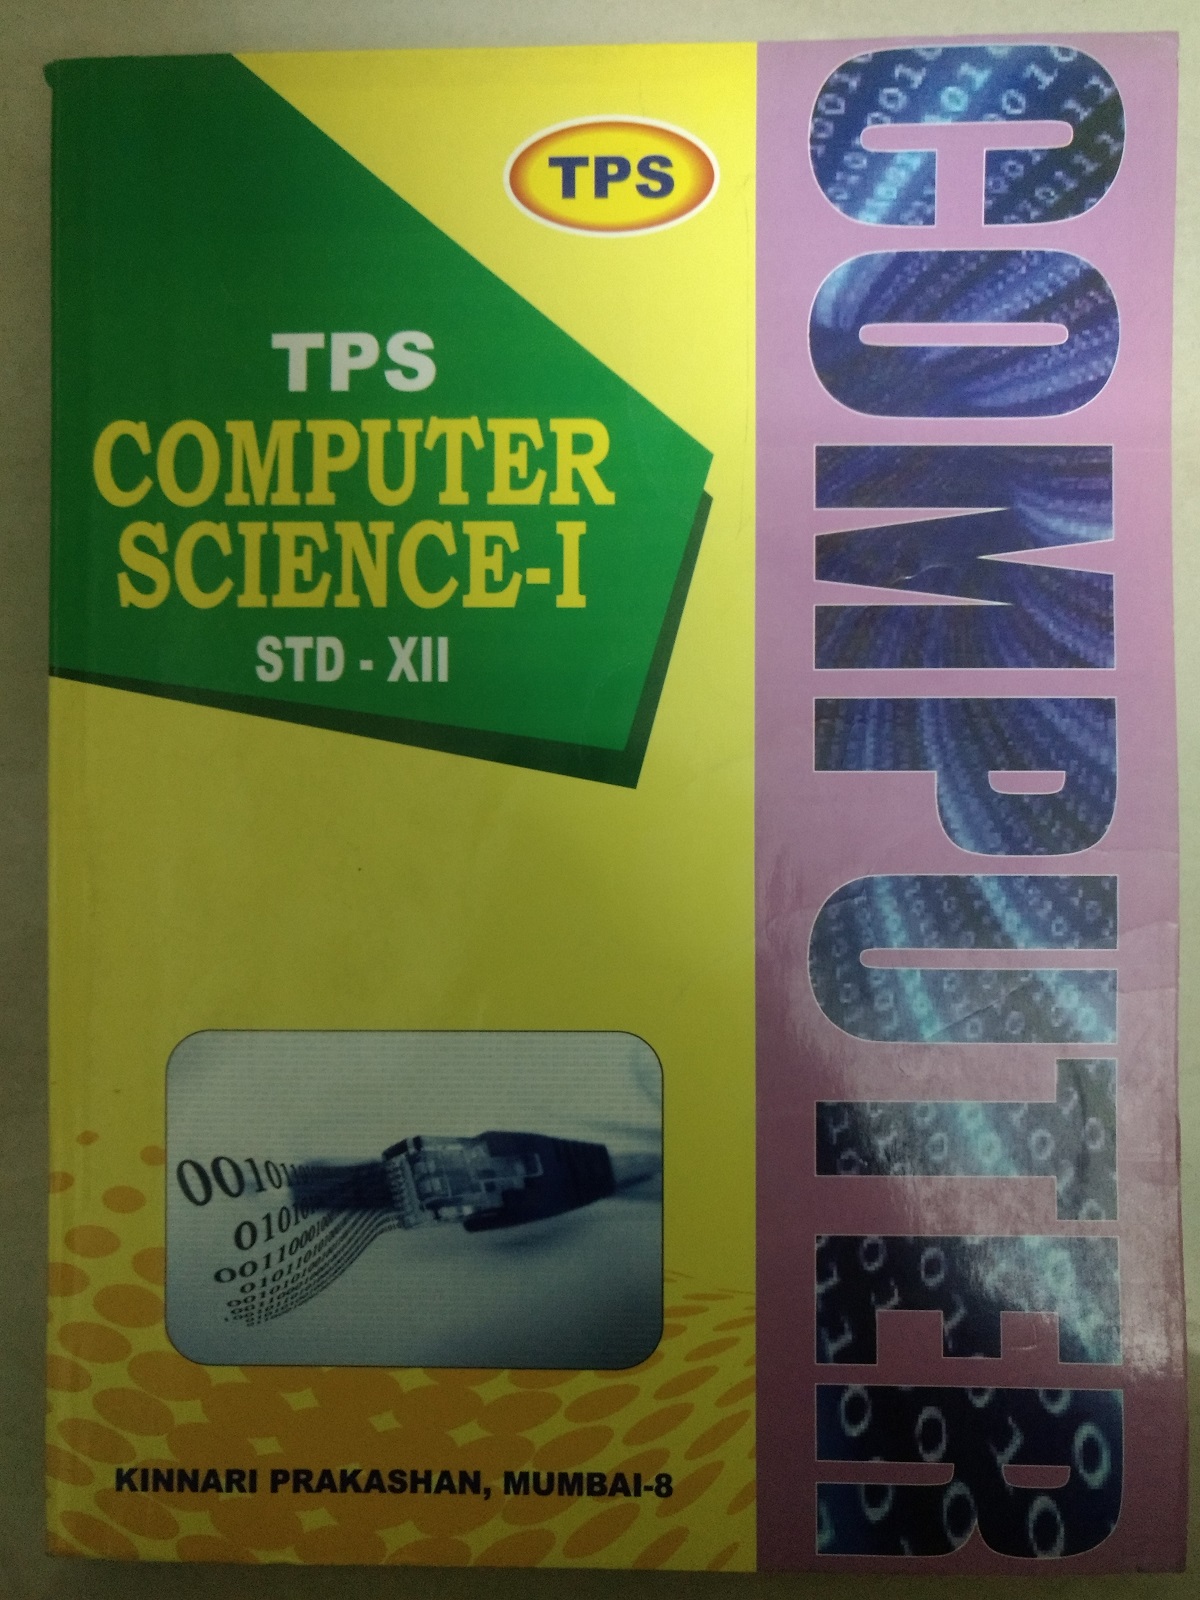 TPS
TPS
COMPUTER
SCIENCE-I
STD - XII
COMPUTER
KINNARI PRAKASHAN, MUMBAI-8